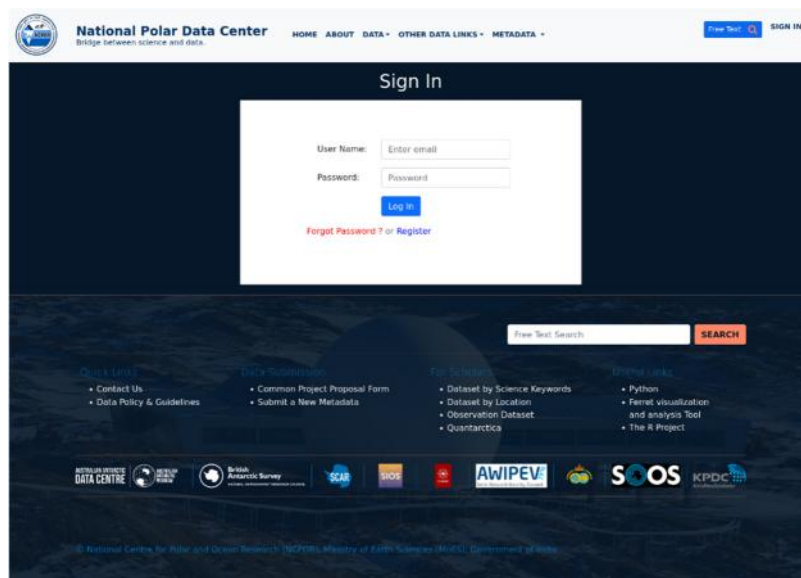 National Polar Data Center
Bridge between science and data.
HOME ABOUT DATA OTHER DATA LINKS METADATA
Free Text
SIGN IN
Sign In
User Name: Enter email
Password: Password
Log In
Forgot Password ? or Register
Free Text Search SEARCH
Quick Links
• Contact Us
• Data Policy & Guidelines
Data Submission
• Common Project Proposal Form
• Submit a New Metadata
For Scholars
• Dataset by Science Keywords
• Dataset by Location
• Observation Dataset
• Quantarctica
Useful Links
• Python
• Ferret visualization
and analysis Tool
• The R Project
AUSTRALIAN ANTARCTIC
DATA CENTRE
British
Antarctic Survey
SCAR
SIOS
AWIPEV
SOOS
KPDC
© National Centre for Polar and Ocean Research (NCPOR), Ministry of Earth Sciences (MoES), Government of India